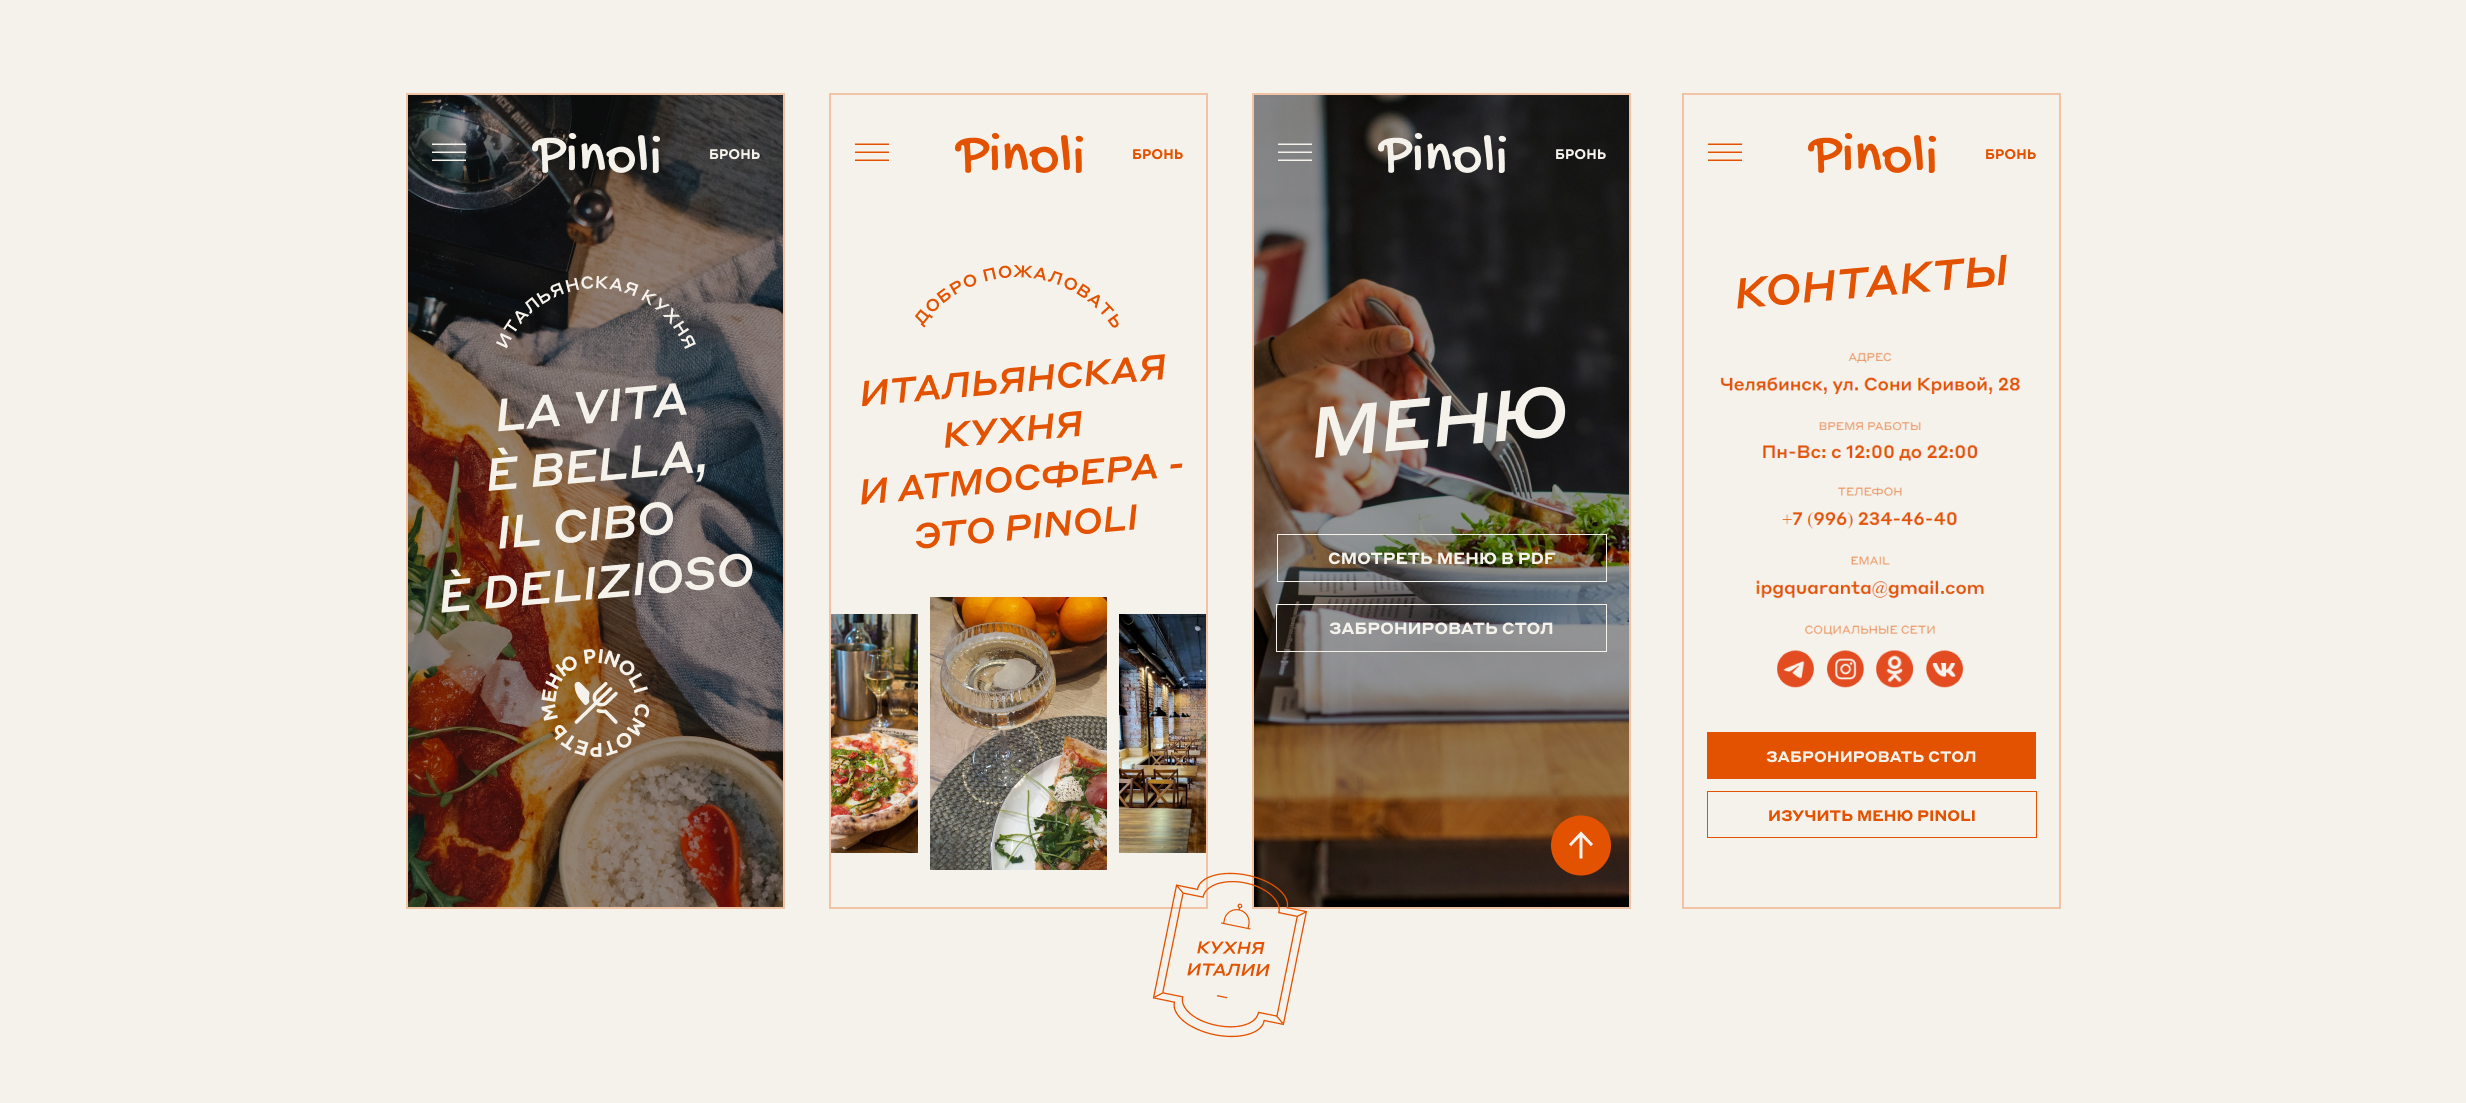 Pinoli
БРОНЬ
ИТАЛЬЯНСКАЯ КУХНЯ
LA VITA
È BELLA,
IL CIBO
È DELIZIOSO
СМОТРЕТЬ МЕНЮ PINOLI
Pinoli
БРОНЬ
ДОБРО ПОЖАЛОВАТЬ
ИТАЛЬЯНСКАЯ
КУХНЯ
И АТМОСФЕРА -
ЭТО PINOLI
Pinoli
БРОНЬ
МЕНЮ
СМОТРЕТЬ МЕНЮ В PDF
ЗАБРОНИРОВАТЬ СТОЛ
Pinoli
БРОНЬ
КОНТАКТЫ
АДРЕС
Челябинск, ул. Сони Кривой, 28
ВРЕМЯ РАБОТЫ
Пн-Вс: с 12:00 до 22:00
ТЕЛЕФОН
+7 (996) 234-46-40
EMAIL
ipgquaranta@gmail.com
СОЦИАЛЬНЫЕ СЕТИ
ЗАБРОНИРОВАТЬ СТОЛ
ИЗУЧИТЬ МЕНЮ PINOLI
КУХНЯ
ИТАЛИИ